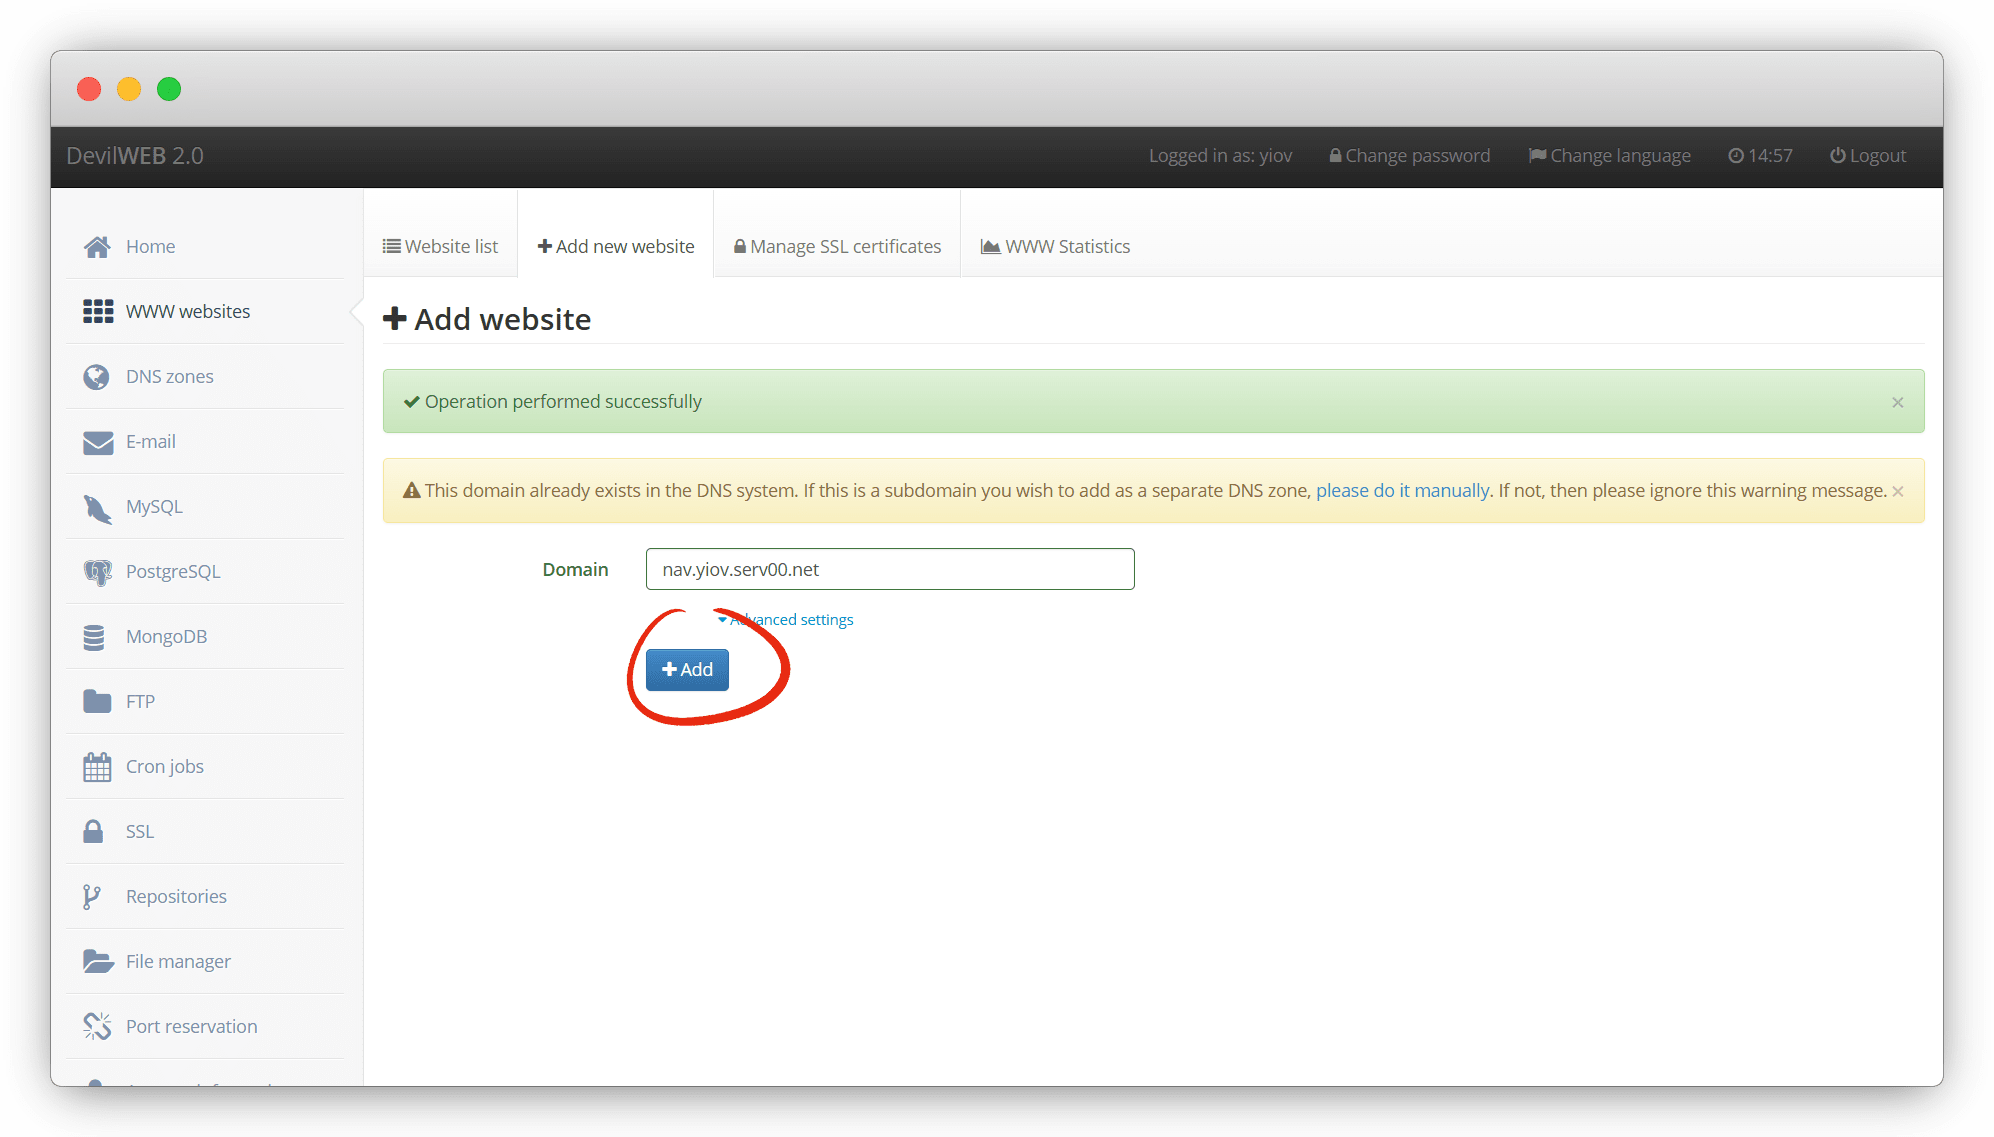 DevilWEB 2.0
Logged in as: yiov
Change password
Change language
14:57
Logout
Home
WWW websites
DNS zones
E-mail
MySQL
PostgreSQL
MongoDB
FTP
Cron jobs
SSL
Repositories
File manager
Port reservation
Website list
Add new website
Manage SSL certificates
WWW Statistics
Add website
Operation performed successfully
×
This domain already exists in the DNS system. If this is a subdomain you wish to add as a separate DNS zone, please do it manually. If not, then please ignore this warning message. ×
Domain
nav.yiov.serv00.net
Advanced settings
Add